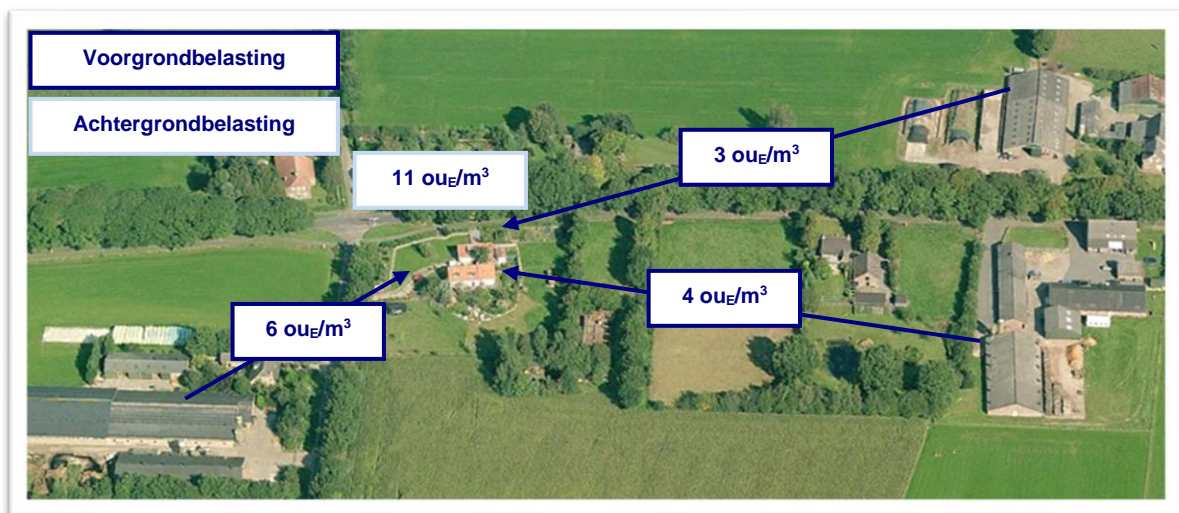 Voorgrondbelasting
Achtergrondbelasting
3 ouE/m³
11 ouE/m³
4 ouE/m³
6 ouE/m³